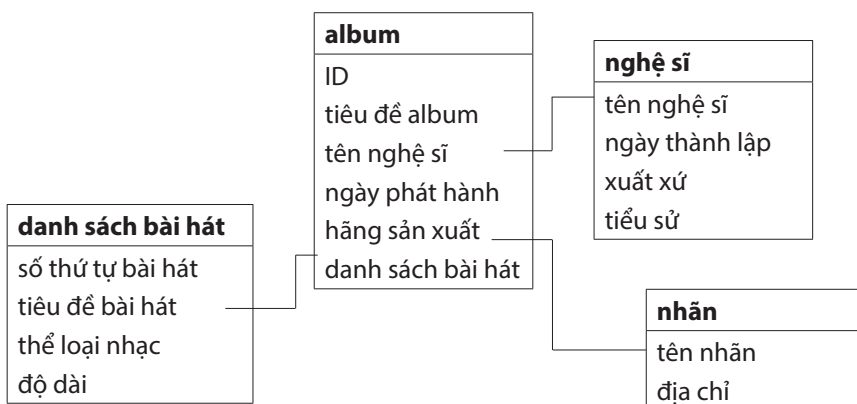 album
ID
tiêu đề album
tên nghệ sĩ
ngày phát hành
hãng sản xuất
danh sách bài hát
nghệ sĩ
tên nghệ sĩ
ngày thành lập
xuất xứ
tiểu sử
danh sách bài hát
số thứ tự bài hát
tiêu đề bài hát
thể loại nhạc
độ dài
nhãn
tên nhãn
địa chỉ